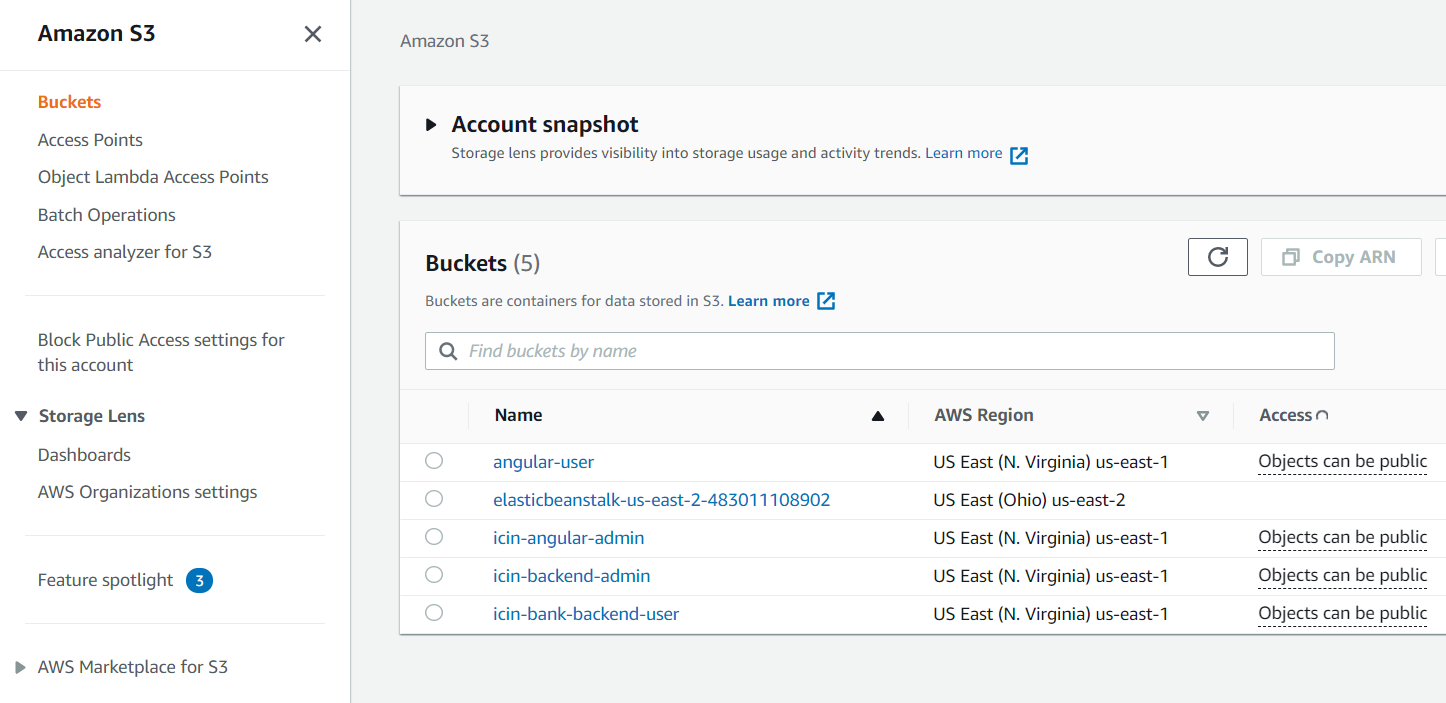 Amazon S3
Buckets
Access Points
Object Lambda Access Points
Batch Operations
Access analyzer for S3
Block Public Access settings for
this account
Storage Lens
Dashboards
AWS Organizations settings
Feature spotlight 3
AWS Marketplace for S3
Amazon S3
Account snapshot
Storage lens provides visibility into storage usage and activity trends. Learn more
Buckets (5)
Copy ARN
Buckets are containers for data stored in S3. Learn more
Find buckets by name
Name AWS Region Access
angular-user US East (N. Virginia) us-east-1 Objects can be public
elasticbeanstalk-us-east-2-483011108902 US East (Ohio) us-east-2
icin-angular-admin US East (N. Virginia) us-east-1 Objects can be public
icin-backend-admin US East (N. Virginia) us-east-1 Objects can be public
icin-bank-backend-user US East (N. Virginia) us-east-1 Objects can be public